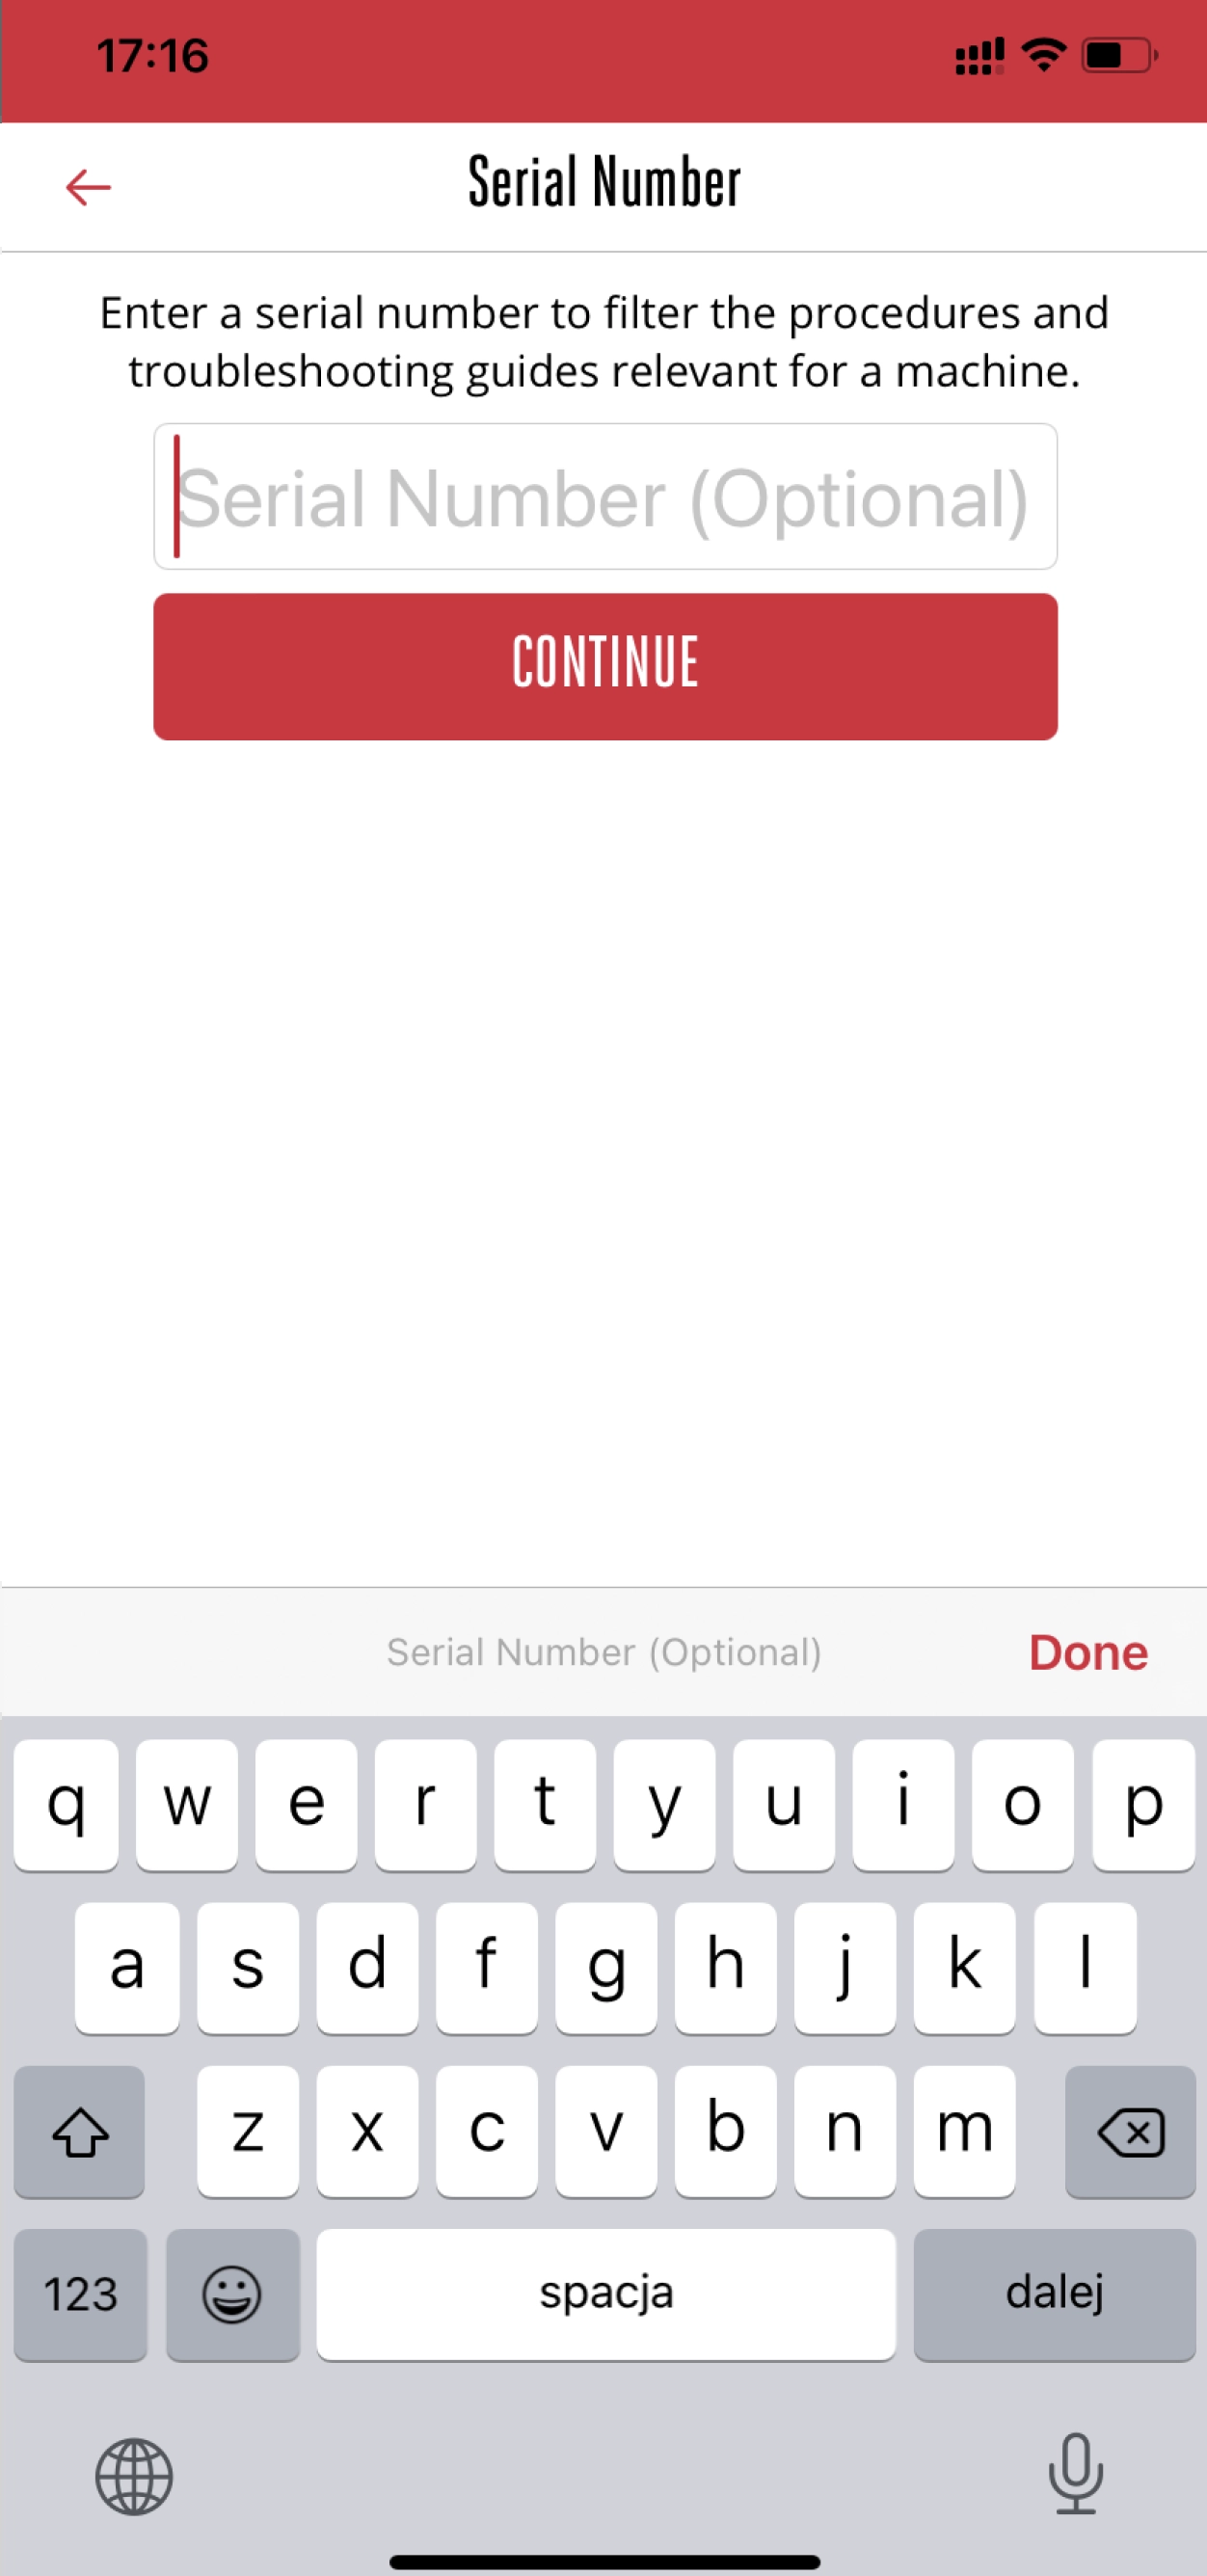 17:16
Serial Number
Enter a serial number to filter the procedures and
troubleshooting guides relevant for a machine.
Serial Number (Optional)
CONTINUE
Serial Number (Optional) Done
q w e r t y u i o p
a s d f g h j k l
z x c v b n m
123 spacja dalej